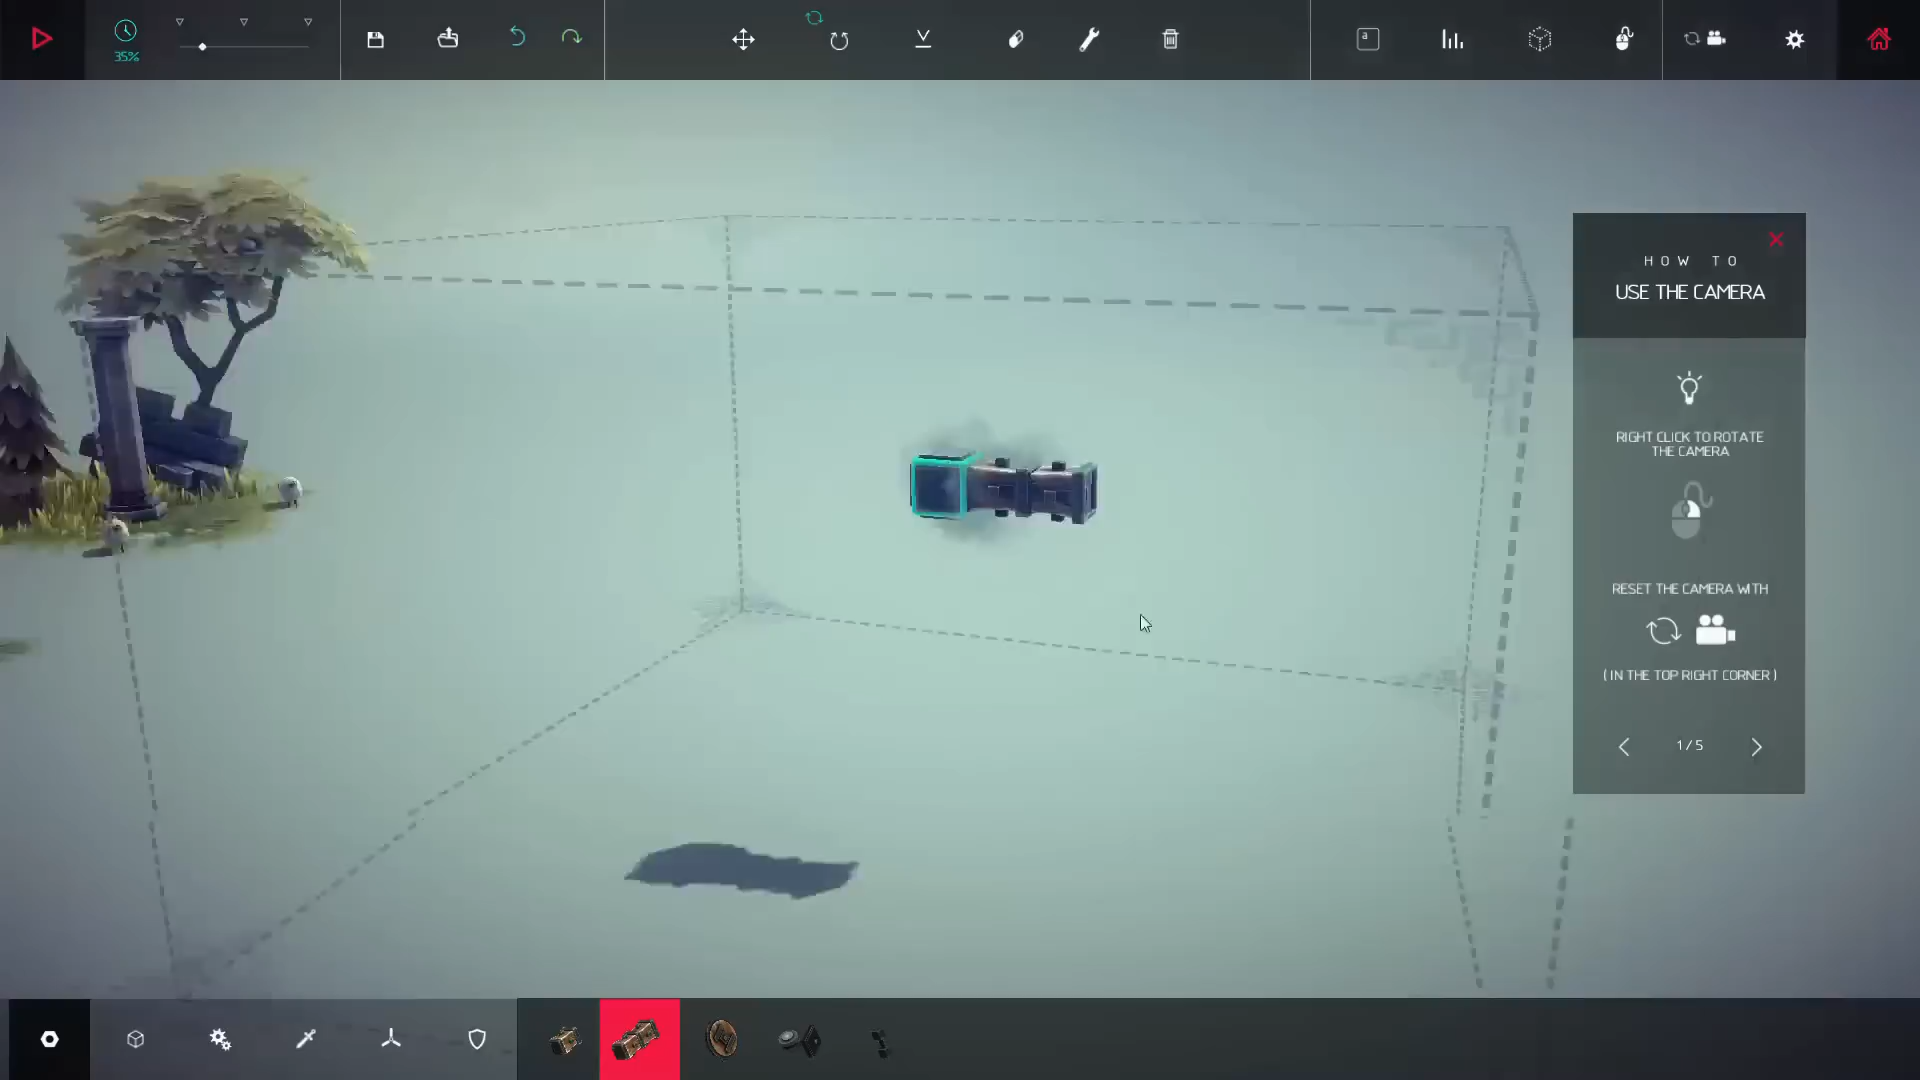 35%
a
HOW TO
USE THE CAMERA
RIGHT CLICK TO ROTATE
THE CAMERA
RESET THE CAMERA WITH
( IN THE TOP RIGHT CORNER )
1 / 5